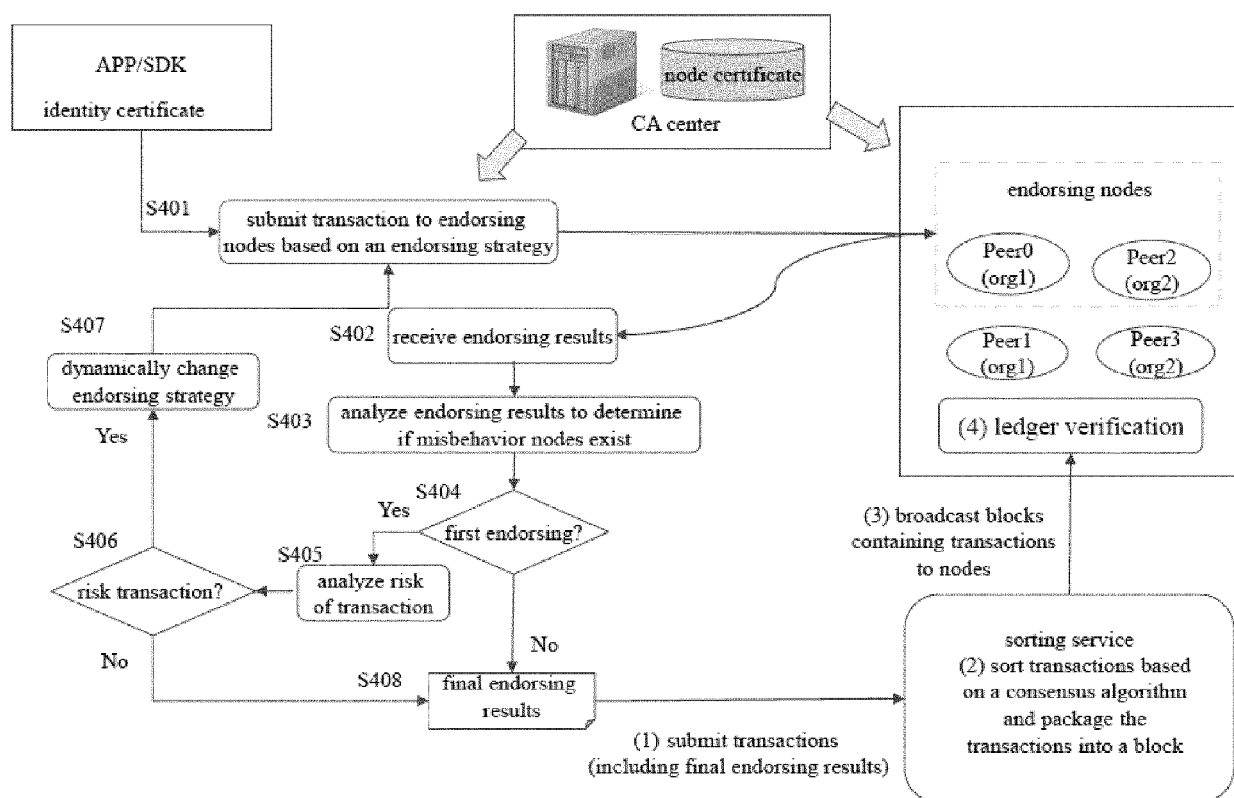 APP/SDK
identity certificate
node certificate
CA center
S401
submit transaction to endorsing
nodes based on an endorsing strategy
endorsing nodes
Peer0
(org1)
Peer2
(org2)
Peer1
(org1)
Peer3
(org2)
S407
S402
receive endorsing results
dynamically change
endorsing strategy
S403
analyze endorsing results to determine
if misbehavior nodes exist
(4) ledger verification
Yes
S404
Yes
first endorsing?
S406
S405
risk transaction?
analyze risk
of transaction
(3) broadcast blocks
containing transactions
to nodes
No
No
S408
final endorsing
results
sorting service
(2) sort transactions based
on a consensus algorithm
and package the
transactions into a block
(1) submit transactions
(including final endorsing results)